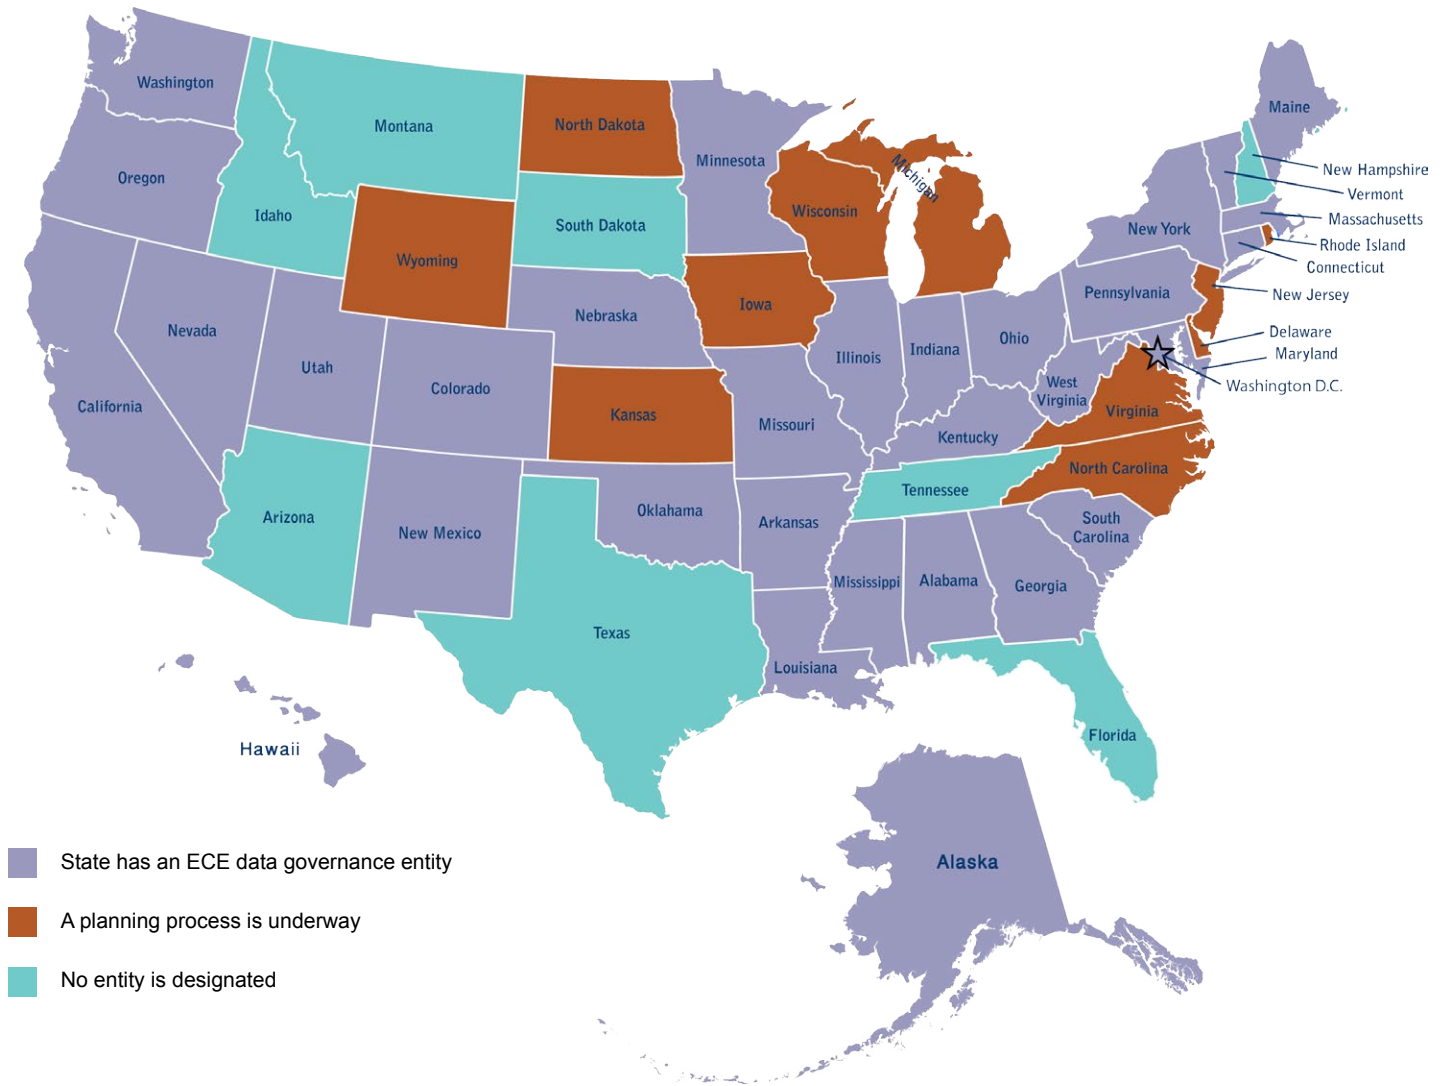 Washington
Maine
Montana
North Dakota
Minnesota
Michigan
New Hampshire
Oregon
Vermont
Idaho
Wisconsin
Massachusetts
South Dakota
New York
Rhode Island
Wyoming
Connecticut
Pennsylvania
New Jersey
Iowa
Nebraska
Nevada
Delaware
Ohio
Indiana
Illinois
Maryland
Utah
Colorado
West
Virginia
Washington D.C.
California
Kansas
Virginia
Missouri
Kentucky
North Carolina
Tennessee
Arizona
Oklahoma
Arkansas
South
Carolina
New Mexico
Mississippi
Alabama
Georgia
Texas
Louisiana
Florida
Hawaii
Alaska
State has an ECE data governance entity
A planning process is underway
No entity is designated